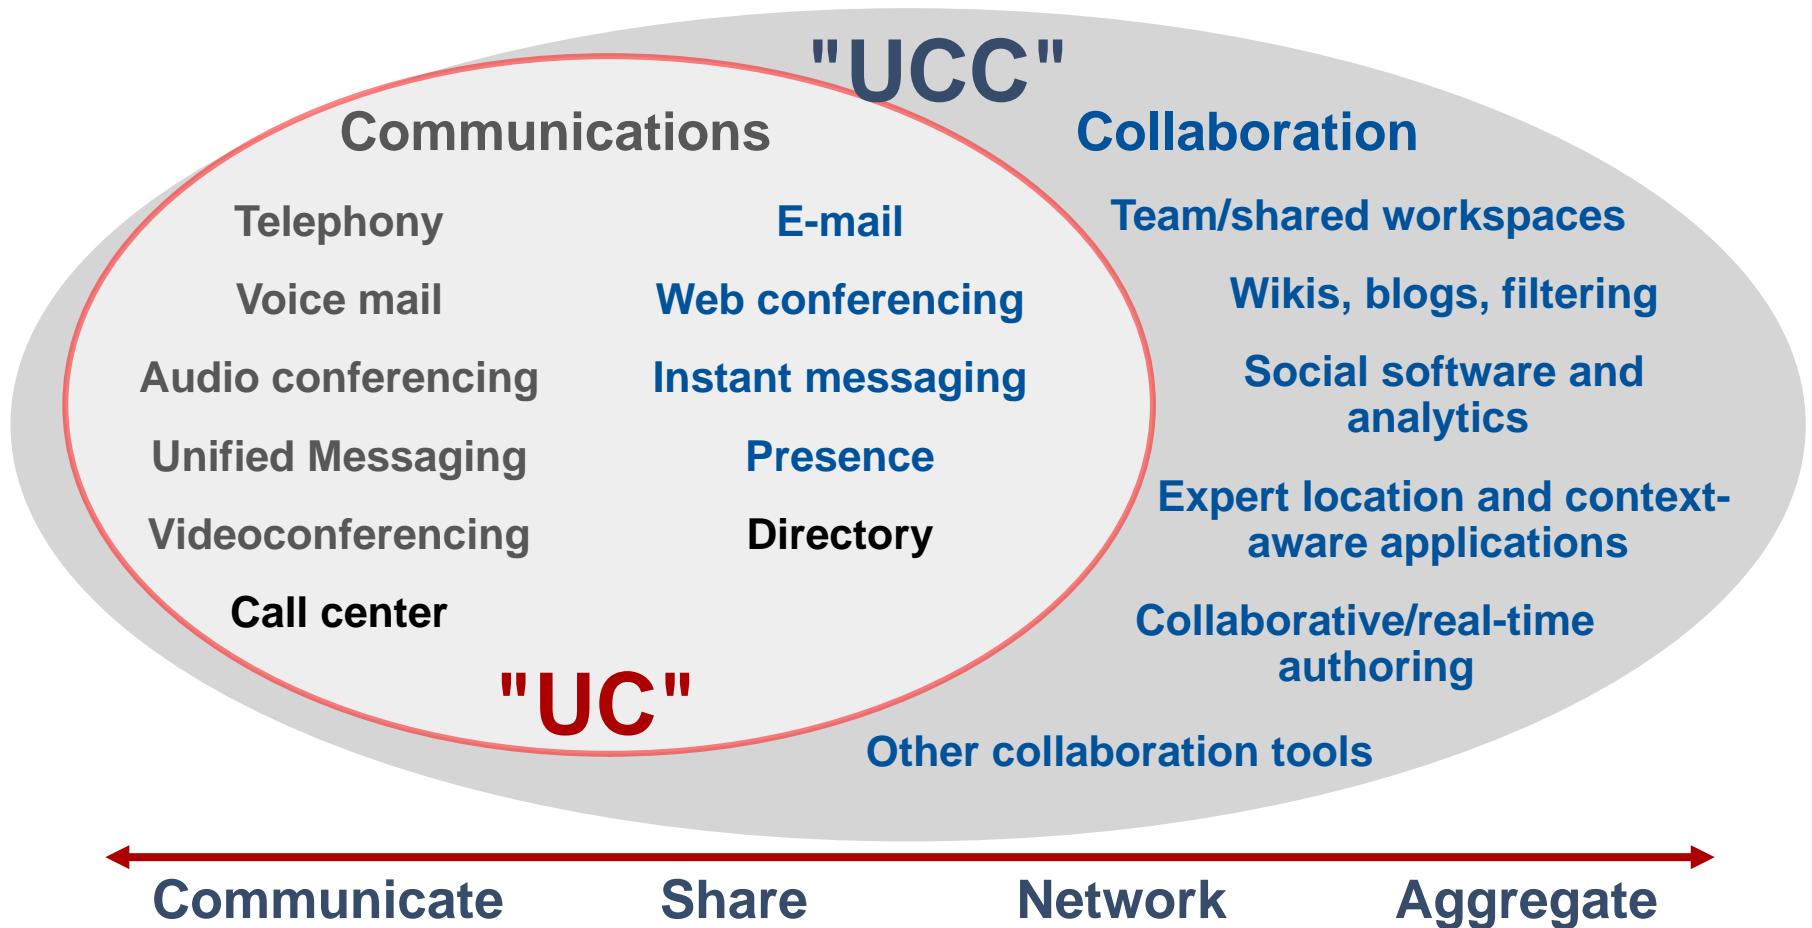 "UCC"
Communications
Collaboration
Telephony
Voice mail
Audio conferencing
Unified Messaging
Videoconferencing
Call center
E-mail
Web conferencing
Instant messaging
Presence
Directory
"UC"
Team/shared workspaces
Wikis, blogs, filtering
Social software and
analytics
Expert location and context-
aware applications
Collaborative/real-time
authoring
Other collaboration tools
Communicate
Share
Network
Aggregate